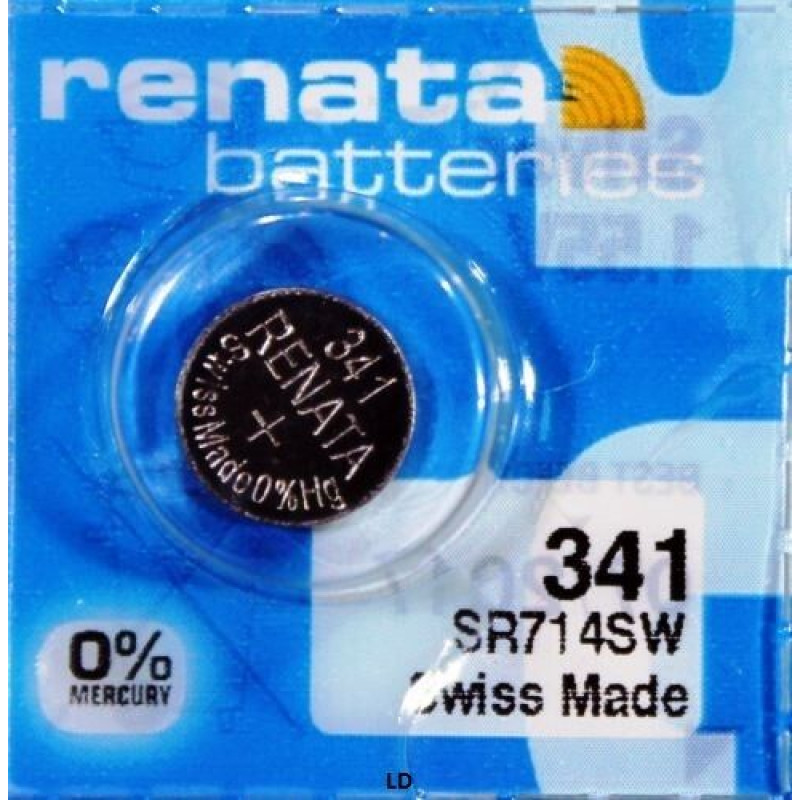 renata
batteries
341
RENATA
+
Swiss Made 0% Hg
341
SR714SW
Swiss Made
0%
MERCURY
LD